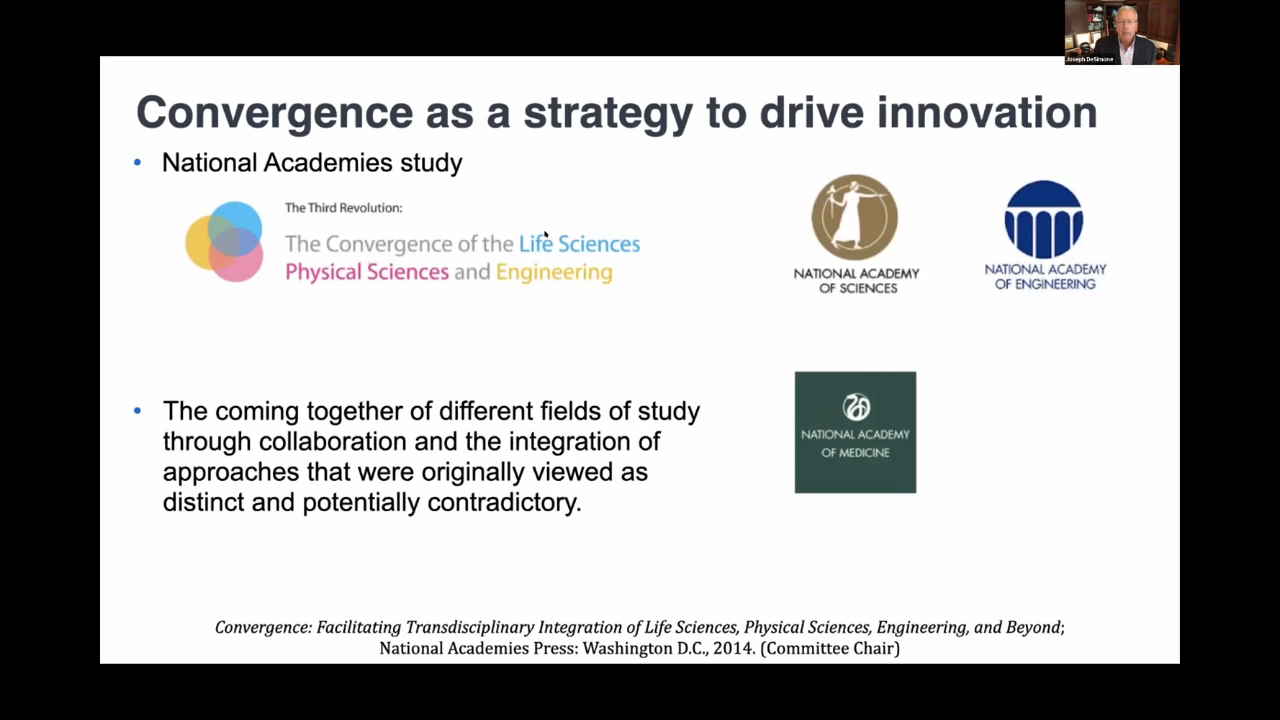 Joseph DeSimone
Convergence as a strategy to drive innovation
• National Academies study
The Third Revolution:
The Convergence of the Life Sciences
Physical Sciences and Engineering
NATIONAL ACADEMY
OF SCIENCES
NATIONAL ACADEMY
OF ENGINEERING
• The coming together of different fields of study
through collaboration and the integration of
approaches that were originally viewed as
distinct and potentially contradictory.
NATIONAL ACADEMY
OF MEDICINE
Convergence: Facilitating Transdisciplinary Integration of Life Sciences, Physical Sciences, Engineering, and Beyond;
National Academies Press: Washington D.C., 2014. (Committee Chair)